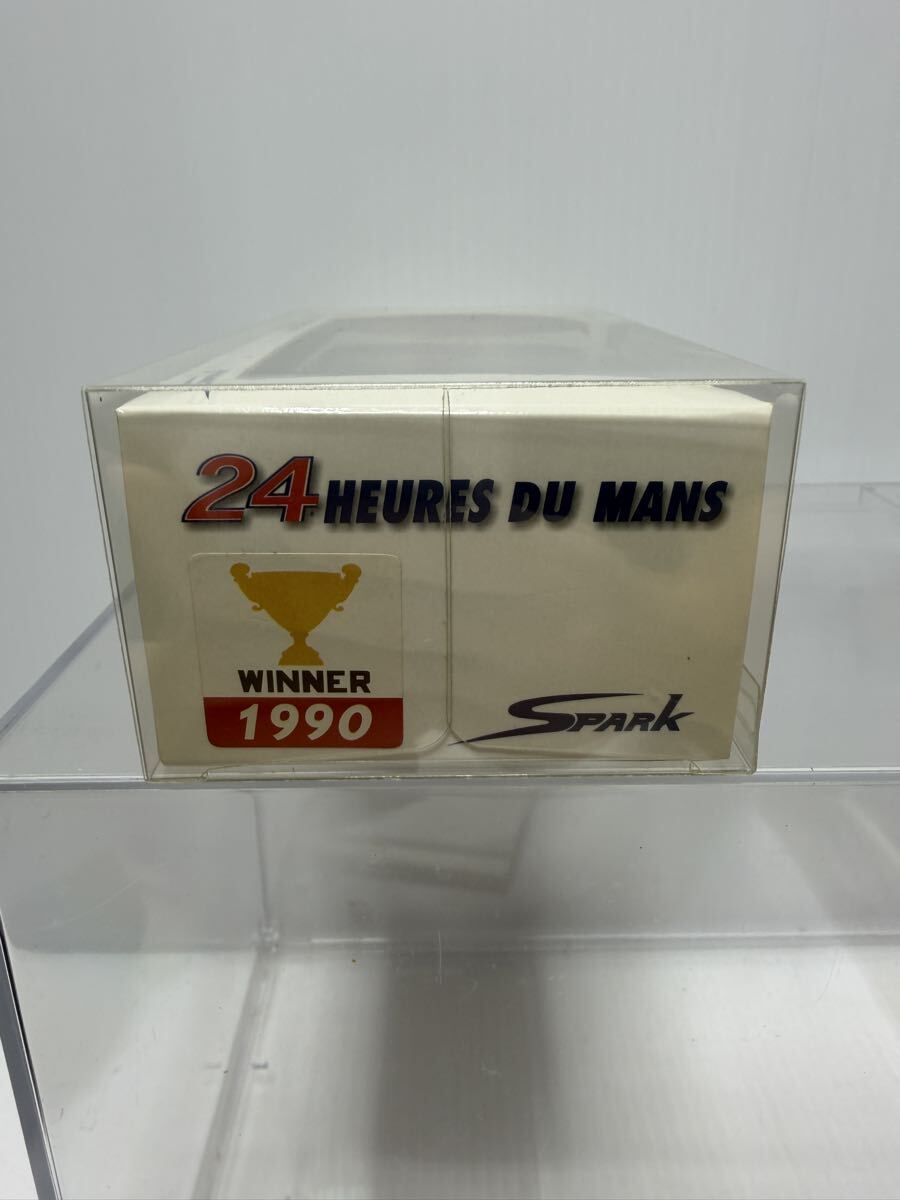 24 HEURES DU MANS
WINNER
1990
SPARK